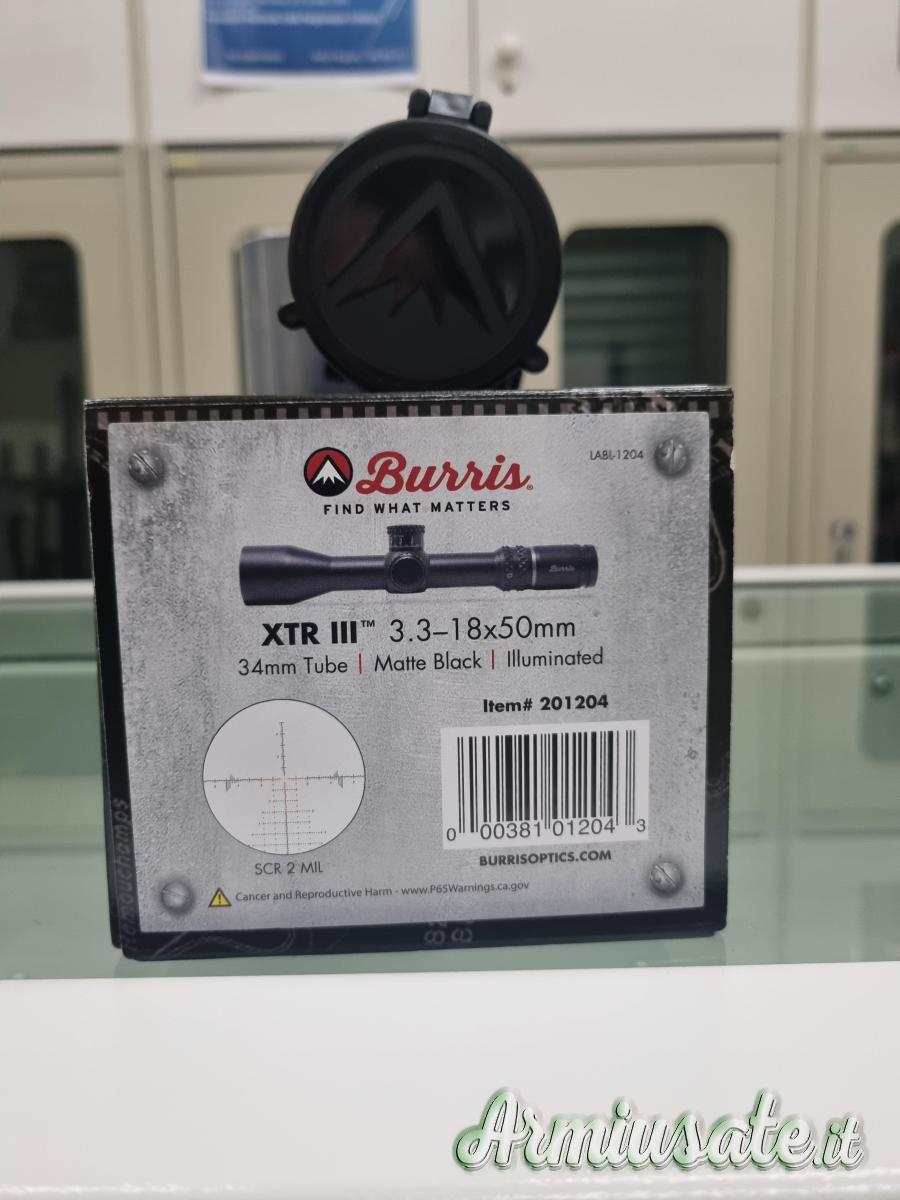 LABL-1204
Burris®
FIND WHAT MATTERS
Burris
XTR III™ 3.3–18x50mm
34mm Tube | Matte Black | Illuminated
Item# 201204
0 00381 01204 3
SCR 2 MIL
BURRISOPTICS.COM
Cancer and Reproductive Harm - www.P65Warnings.ca.gov
Armiusate.it